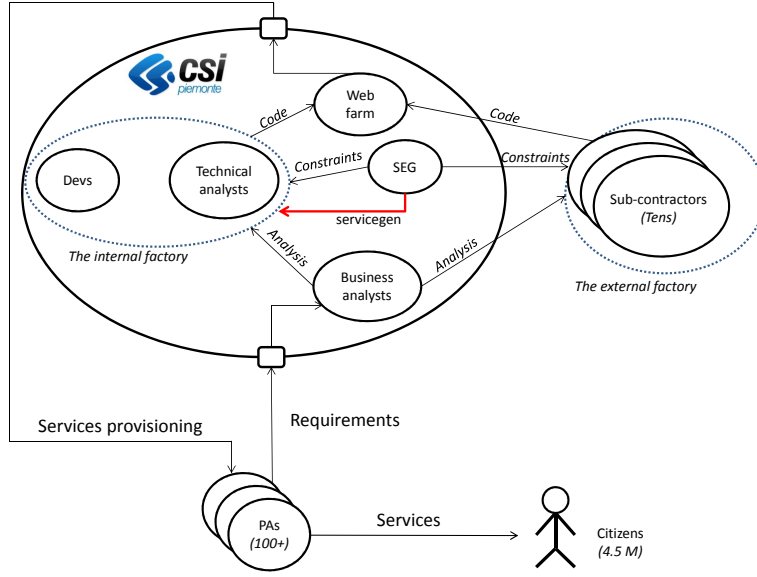 csi
piemonte
Web
farm
Code
Code
Devs
Technical
analysts
Constraints
SEG
Constraints
Sub-contractors
(Tens)
servicegen
The internal factory
Analysis
Analysis
Business
analysts
The external factory
Services provisioning
Requirements
PAs
(100+)
Services
Citizens
(4.5 M)